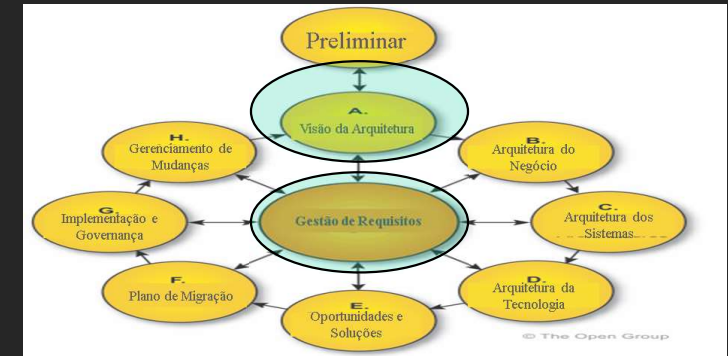 Preliminar
A.
Visão da Arquitetura
H.
Gerenciamento de
Mudanças
B.
Arquitetura do
Negócio
G.
Implementação e
Governança
Gestão de Requisitos
C.
Arquitetura dos
Sistemas
F.
Plano de Migração
D.
Arquitetura da
Tecnologia
E.
Oportunidades e
Soluções
© The Open Group